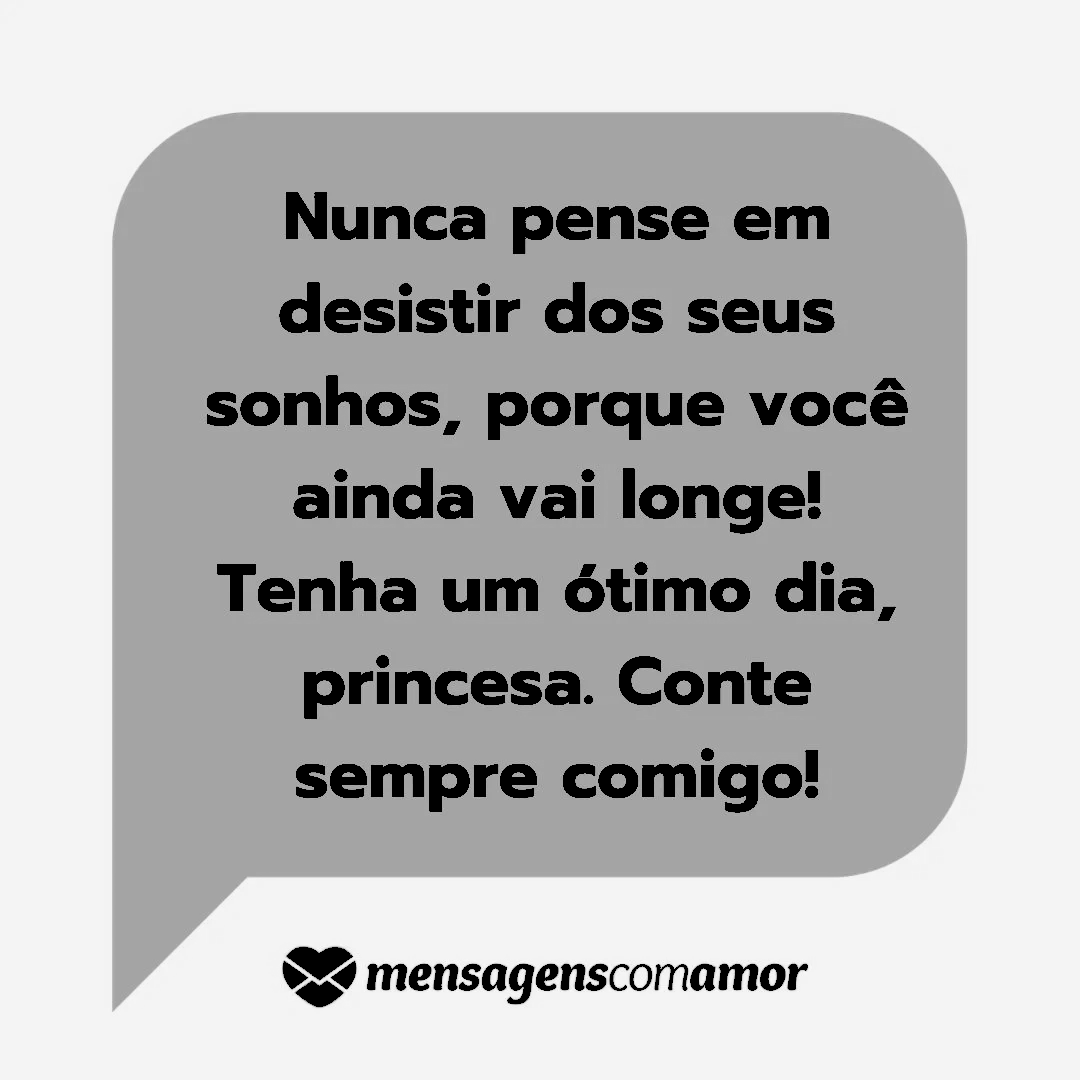 Nunca pense em
desistir dos seus
sonhos, porque você
ainda vai longe!
Tenha um ótimo dia,
princesa. Conte
sempre comigo!
mensagenscomamor